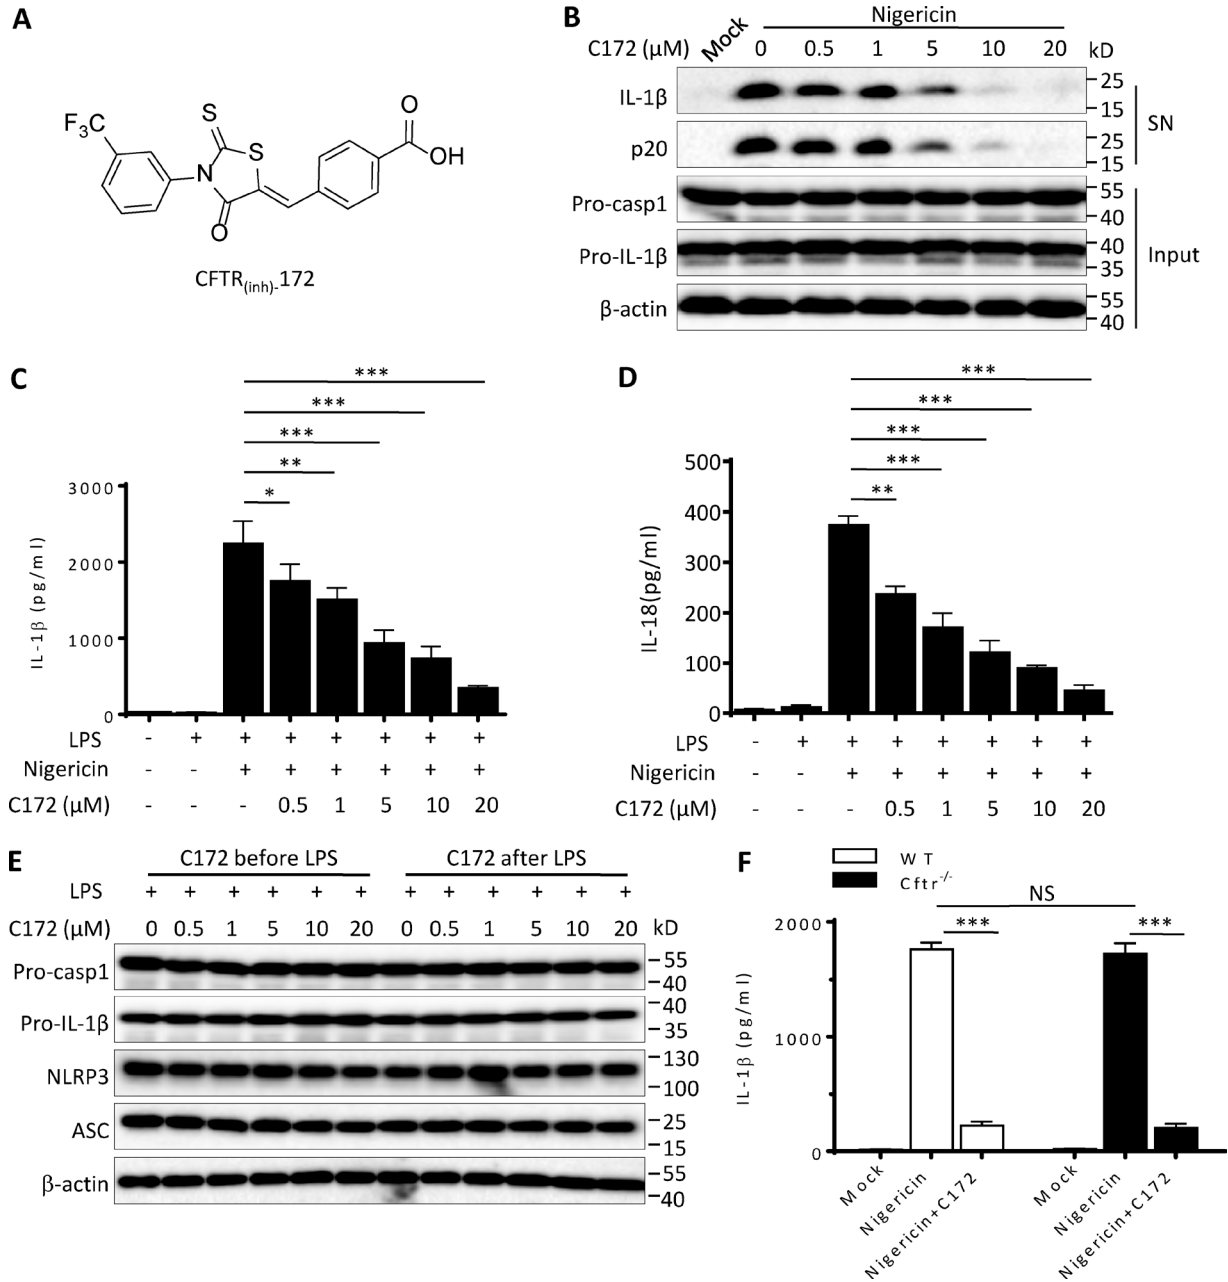 A
F₃C
S
S
N
O
O
OH
CFTR(inh)-172
B
Nigericin
C172 (μM) Mock 0 0.5 1 5 10 20 kD
IL-1β 25 15
p20 25 15
SN
Pro-casp1 55 40
Pro-IL-1β 40 35
β-actin 55 40
Input
C
***
***
***
**
*
IL-1β (pg/ml)
3000
2000
1000
0
LPS - + + + + + + +
Nigericin - - + + + + + +
C172 (μM) - - - 0.5 1 5 10 20
D
***
***
***
***
**
IL-18(pg/ml)
500
400
300
200
100
0
LPS - + + + + + + +
Nigericin - - + + + + + +
C172 (μM) - - - 0.5 1 5 10 20
E
C172 before LPS C172 after LPS
LPS + + + + + + + + + + + +
C172 (μM) 0 0.5 1 5 10 20 0 0.5 1 5 10 20 kD
Pro-casp1 55 40
Pro-IL-1β 40 35
NLRP3 130 100
ASC 25 15
β-actin 55 40
F
WT
Cftr-/-
NS
*** ***
IL-1β (pg/ml)
2000
1000
0
Mock Nigericin Nigericin+C172 Mock Nigericin Nigericin+C172